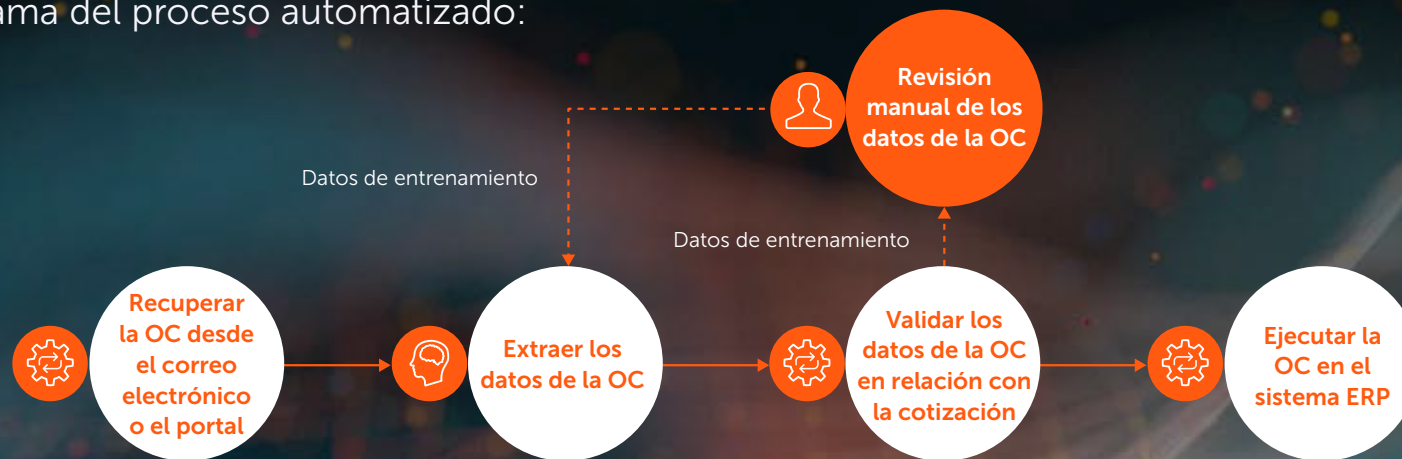 ama del proceso automatizado:
Revisión
manual de los
datos de la OC
Datos de entrenamiento
Datos de entrenamiento
Recuperar
la OC desde
el correo
electrónico
o el portal
Extraer los
datos de la OC
Validar los
datos de la OC
en relación con
la cotización
Ejecutar la
OC en el
sistema ERP